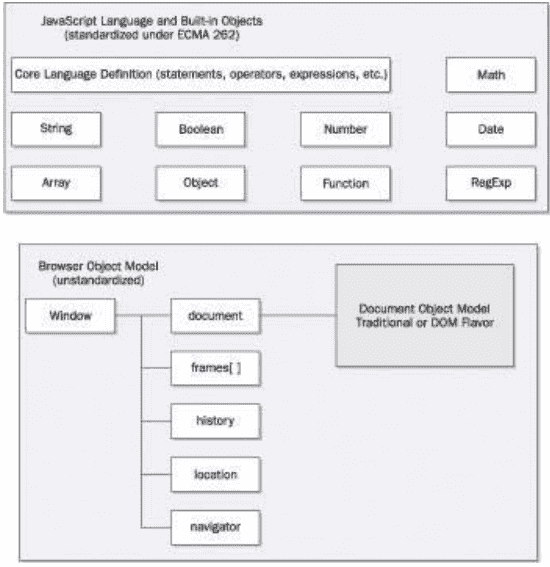 JavaScript Language and Built-in Objects
(standardized under ECMA 262)
Core Language Definition (statements, operators, expressions, etc.)
Math
String
Boolean
Number
Date
Array
Object
Function
RegExp
Browser Object Model
(unstandardized)
Window
document
Document Object Model
Traditional or DOM Flavor
frames[ ]
history
location
navigator